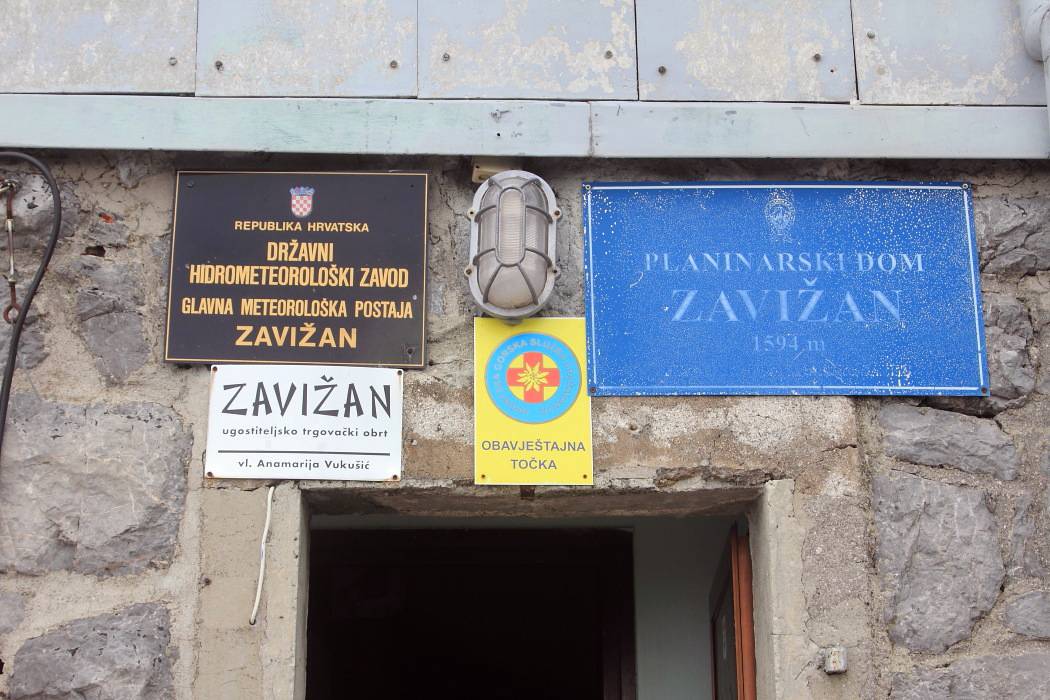 REPUBLIKA HRVATSKA
DRŽAVNI
HIDROMETEOROLOŠKI ZAVOD
GLAVNA METEOROLOŠKA POSTAJA
ZAVIŽAN
ZAVIŽAN
ugostiteljsko trgovački obrt
vl. Anamarija Vukušić
GORSKA
OBAVJEŠTAJNA
TOČKA
PLANINARSKI DOM
ZAVIŽAN
1594 m